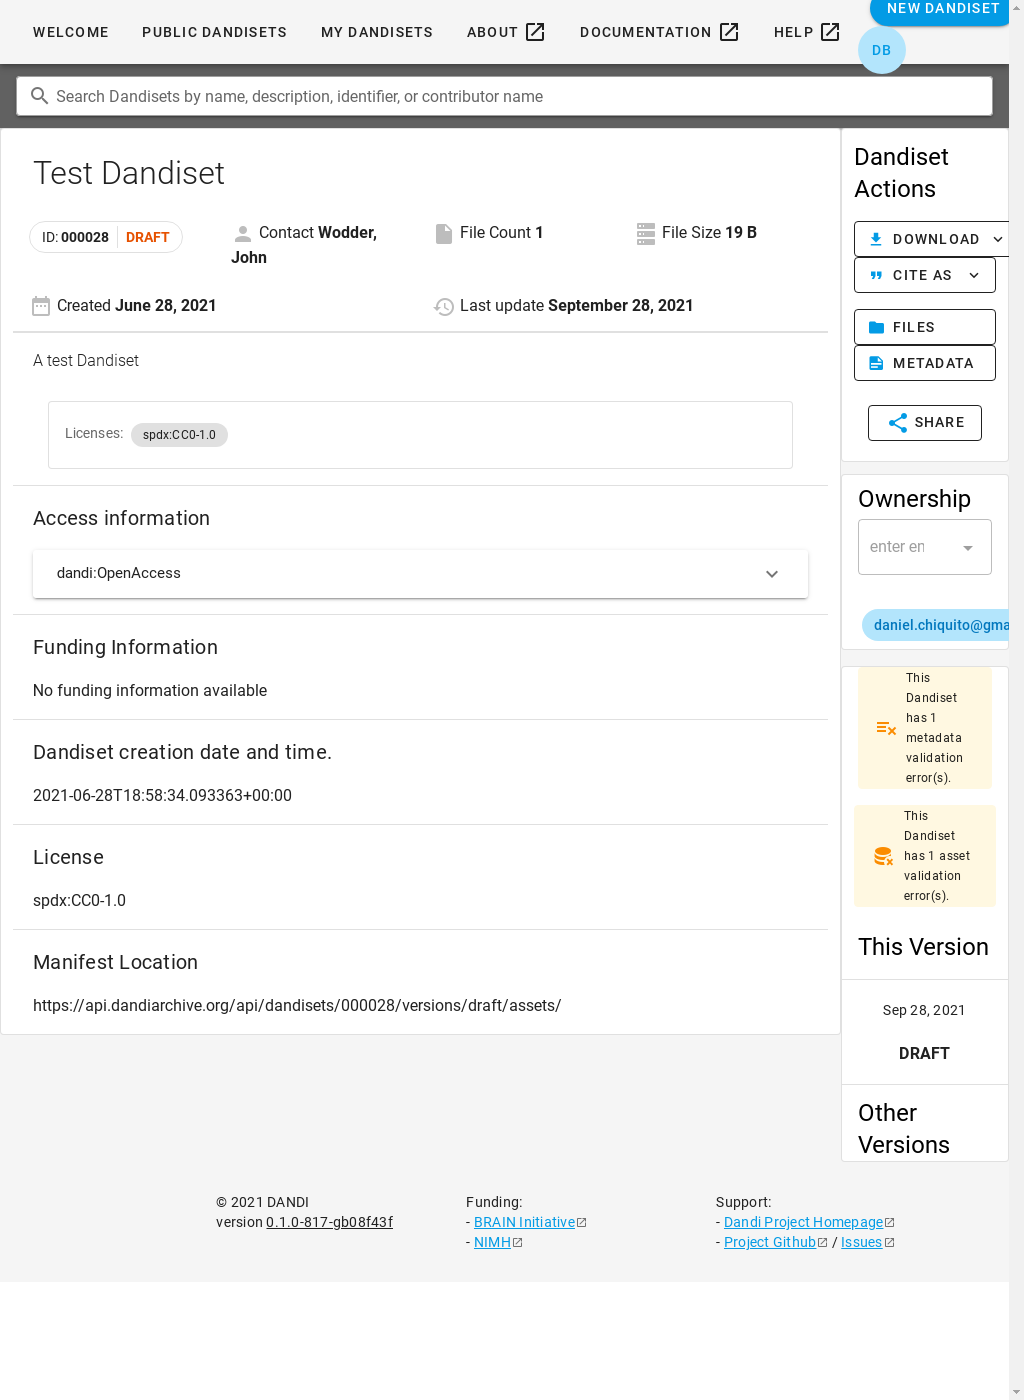 WELCOME PUBLIC DANDISETS MY DANDISETS ABOUT DOCUMENTATION HELP NEW DANDISET
DB
Search Dandisets by name, description, identifier, or contributor name
Test Dandiset
ID: 000028 DRAFT
Contact Wodder, John
File Count 1
File Size 19 B
Created June 28, 2021
Last update September 28, 2021
A test Dandiset
Licenses: spdx:CC0-1.0
Access information
dandi:OpenAccess
Funding Information
No funding information available
Dandiset creation date and time.
2021-06-28T18:58:34.093363+00:00
License
spdx:CC0-1.0
Manifest Location
https://api.dandiarchive.org/api/dandisets/000028/versions/draft/assets/
Dandiset
Actions
DOWNLOAD
CITE AS
FILES
METADATA
SHARE
Ownership
enter en
daniel.chiquito@gma
This
Dandiset
has 1
metadata
validation
error(s).
This
Dandiset
has 1 asset
validation
error(s).
This Version
Sep 28, 2021
DRAFT
Other
Versions
© 2021 DANDI
version 0.1.0-817-gb08f43f
Funding:
- BRAIN Initiative
- NIMH
Support:
- Dandi Project Homepage
- Project Github / Issues